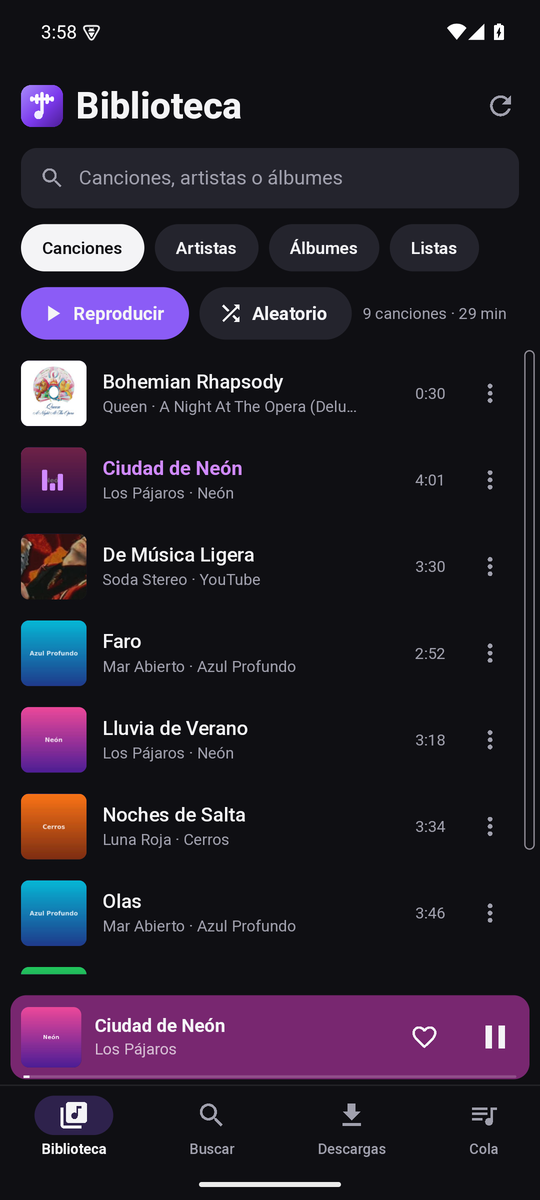 3:58
Biblioteca
Canciones, artistas o álbumes
Canciones Artistas Álbumes Listas
Reproducir Aleatorio 9 canciones · 29 min
Bohemian Rhapsody
Queen · A Night At The Opera (Delu...
0:30
Ciudad de Neón
Los Pájaros · Neón
4:01
De Música Ligera
Soda Stereo · YouTube
3:30
Azul Profundo
Faro
Mar Abierto · Azul Profundo
2:52
Neón
Lluvia de Verano
Los Pájaros · Neón
3:18
Cerros
Noches de Salta
Luna Roja · Cerros
3:34
Azul Profundo
Olas
Mar Abierto · Azul Profundo
3:46
Neón
Ciudad de Neón
Los Pájaros
Biblioteca Buscar Descargas Cola